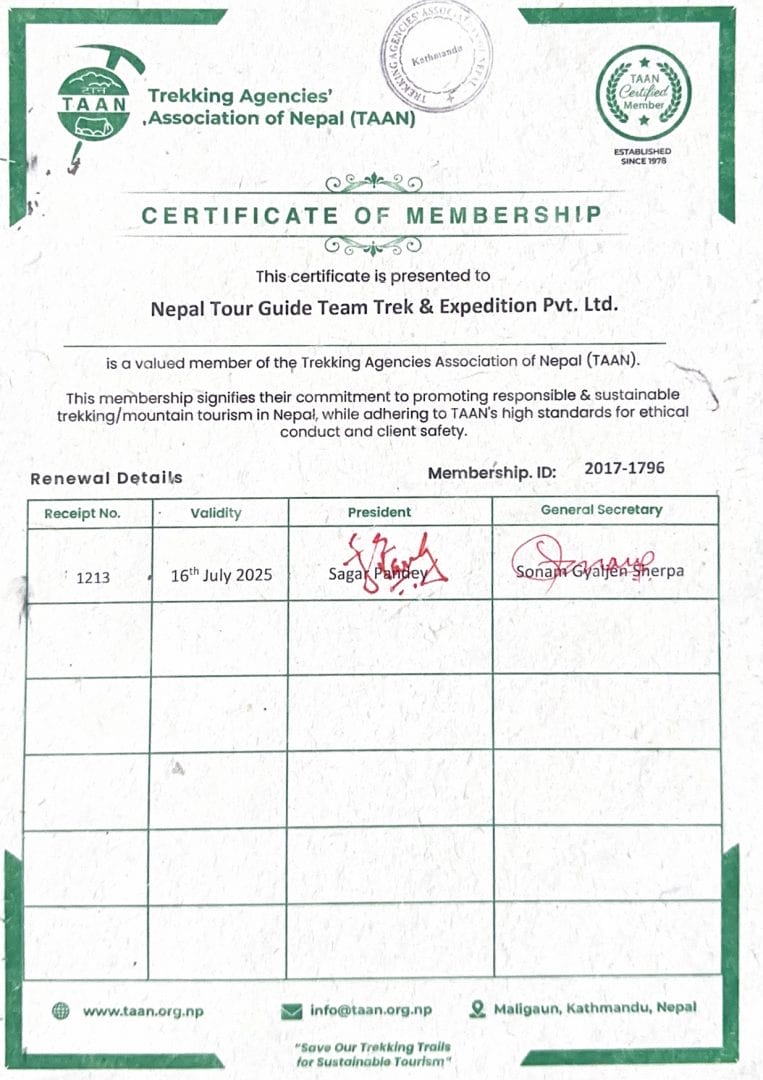 TREKKING AGENCIES' ASSOCIATION OF NEPAL
Kathmandu
TAAN
Trekking Agencies'
Association of Nepal (TAAN)
TAAN
Certified
Member
ESTABLISHED
SINCE 1978
CERTIFICATE OF MEMBERSHIP
This certificate is presented to
Nepal Tour Guide Team Trek & Expedition Pvt. Ltd.
is a valued member of the Trekking Agencies Association of Nepal (TAAN).
This membership signifies their commitment to promoting responsible & sustainable
trekking/mountain tourism in Nepal, while adhering to TAAN's high standards for ethical
conduct and client safety.
Renewal Details
Membership. ID: 2017-1796
Receipt No. Validity President General Secretary
1213 16th July 2025 Sagar Pandey Sonam Gyaljen Sherpa
www.taan.org.np info@taan.org.np Maligaun, Kathmandu, Nepal
"Save Our Trekking Trails
for Sustainable Tourism"